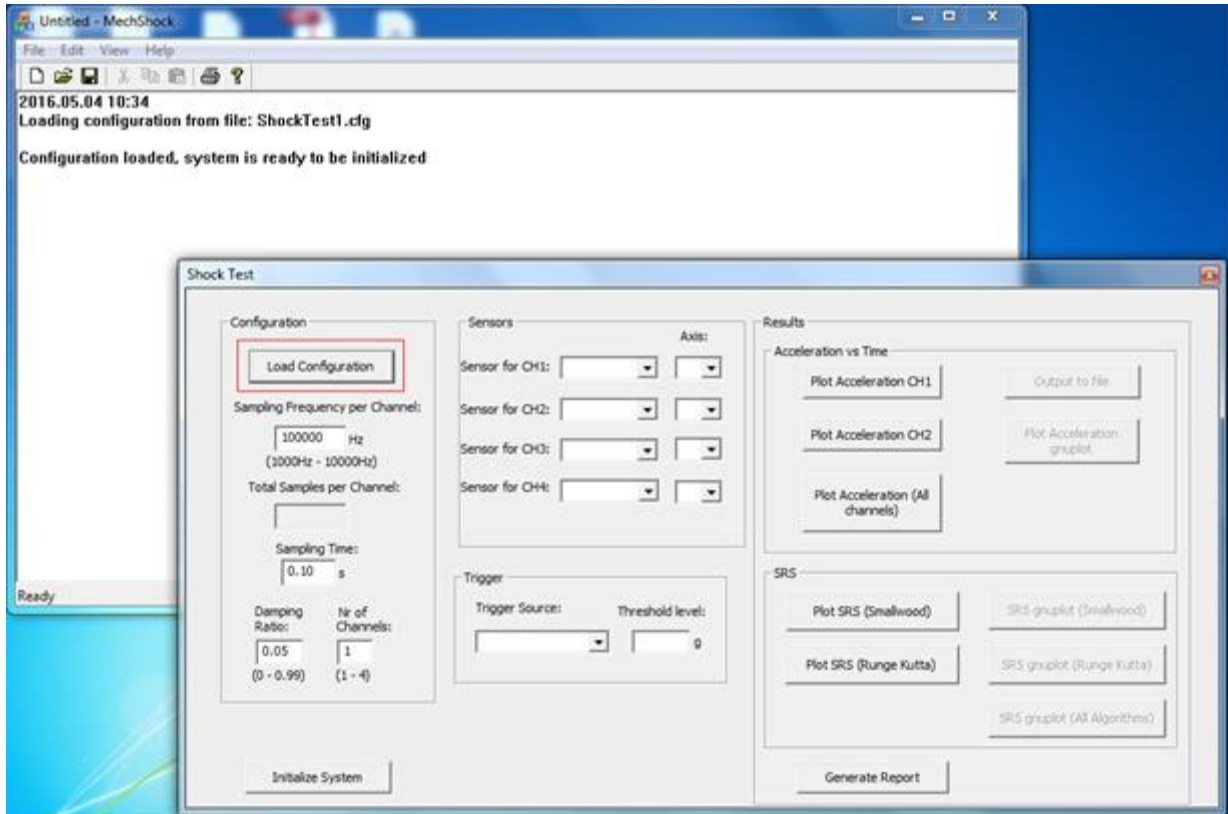 Untitled - MechShock
File Edit View Help
2016.05.04 10:34
Loading configuration from file: ShockTest1.cfg
Configuration loaded, system is ready to be initialized
Ready
Shock Test
Configuration
Load Configuration
Sampling Frequency per Channel:
100000 Hz
(1000Hz - 10000Hz)
Total Samples per Channel:
Sampling Time:
0.10 s
Damping Ratio:
0.05
(0 - 0.99)
Nr of Channels:
1
(1 - 4)
Initialize System
Sensors
Axis:
Sensor for CH1:
Sensor for CH2:
Sensor for CH3:
Sensor for CH4:
Trigger
Trigger Source:
Threshold level:
g
Results
Acceleration vs Time
Plot Acceleration CH1
Output to file
Plot Acceleration CH2
Plot Acceleration
gnuplot
Plot Acceleration (All
channels)
SRS
Plot SRS (Smallwood)
SRS gnuplot (Smallwood)
Plot SRS (Runge Kutta)
SRS gnuplot (Runge Kutta)
SRS gnuplot (All Algorithms)
Generate Report